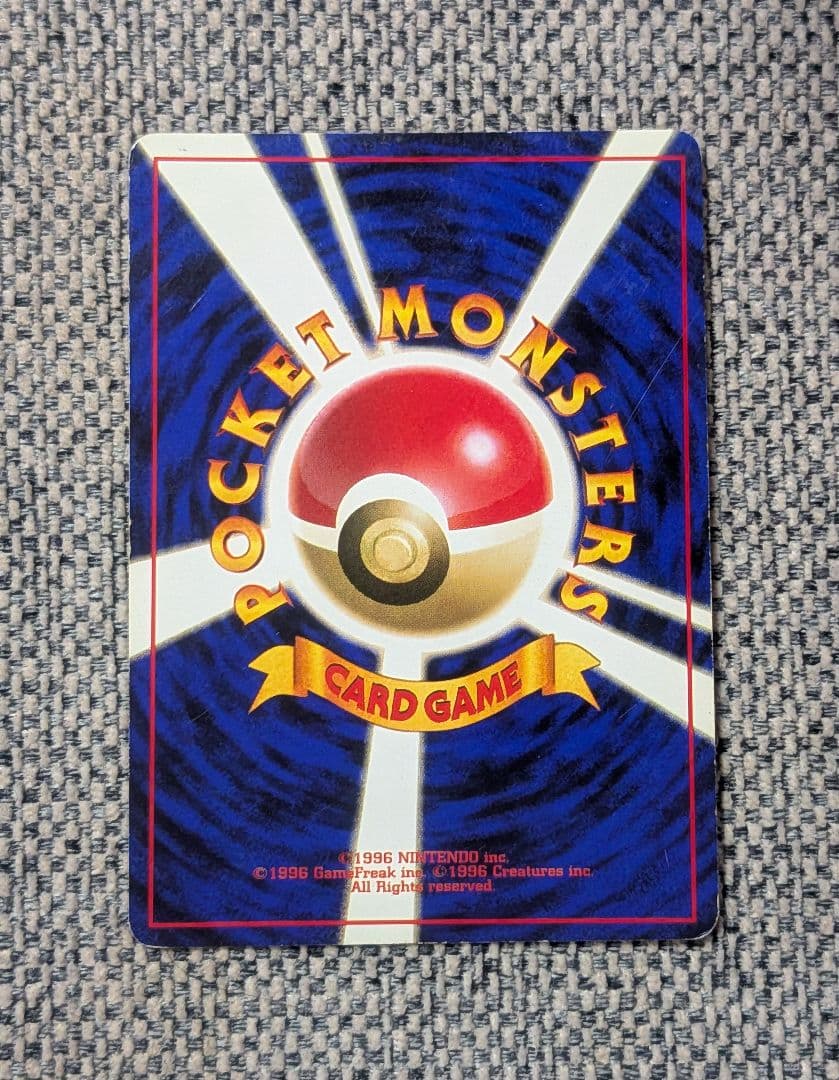 POCKET MONSTERS
CARD GAME
©1996 NINTENDO inc.
©1996 GameFreak inc. ©1996 Creatures inc.
All Rights reserved.